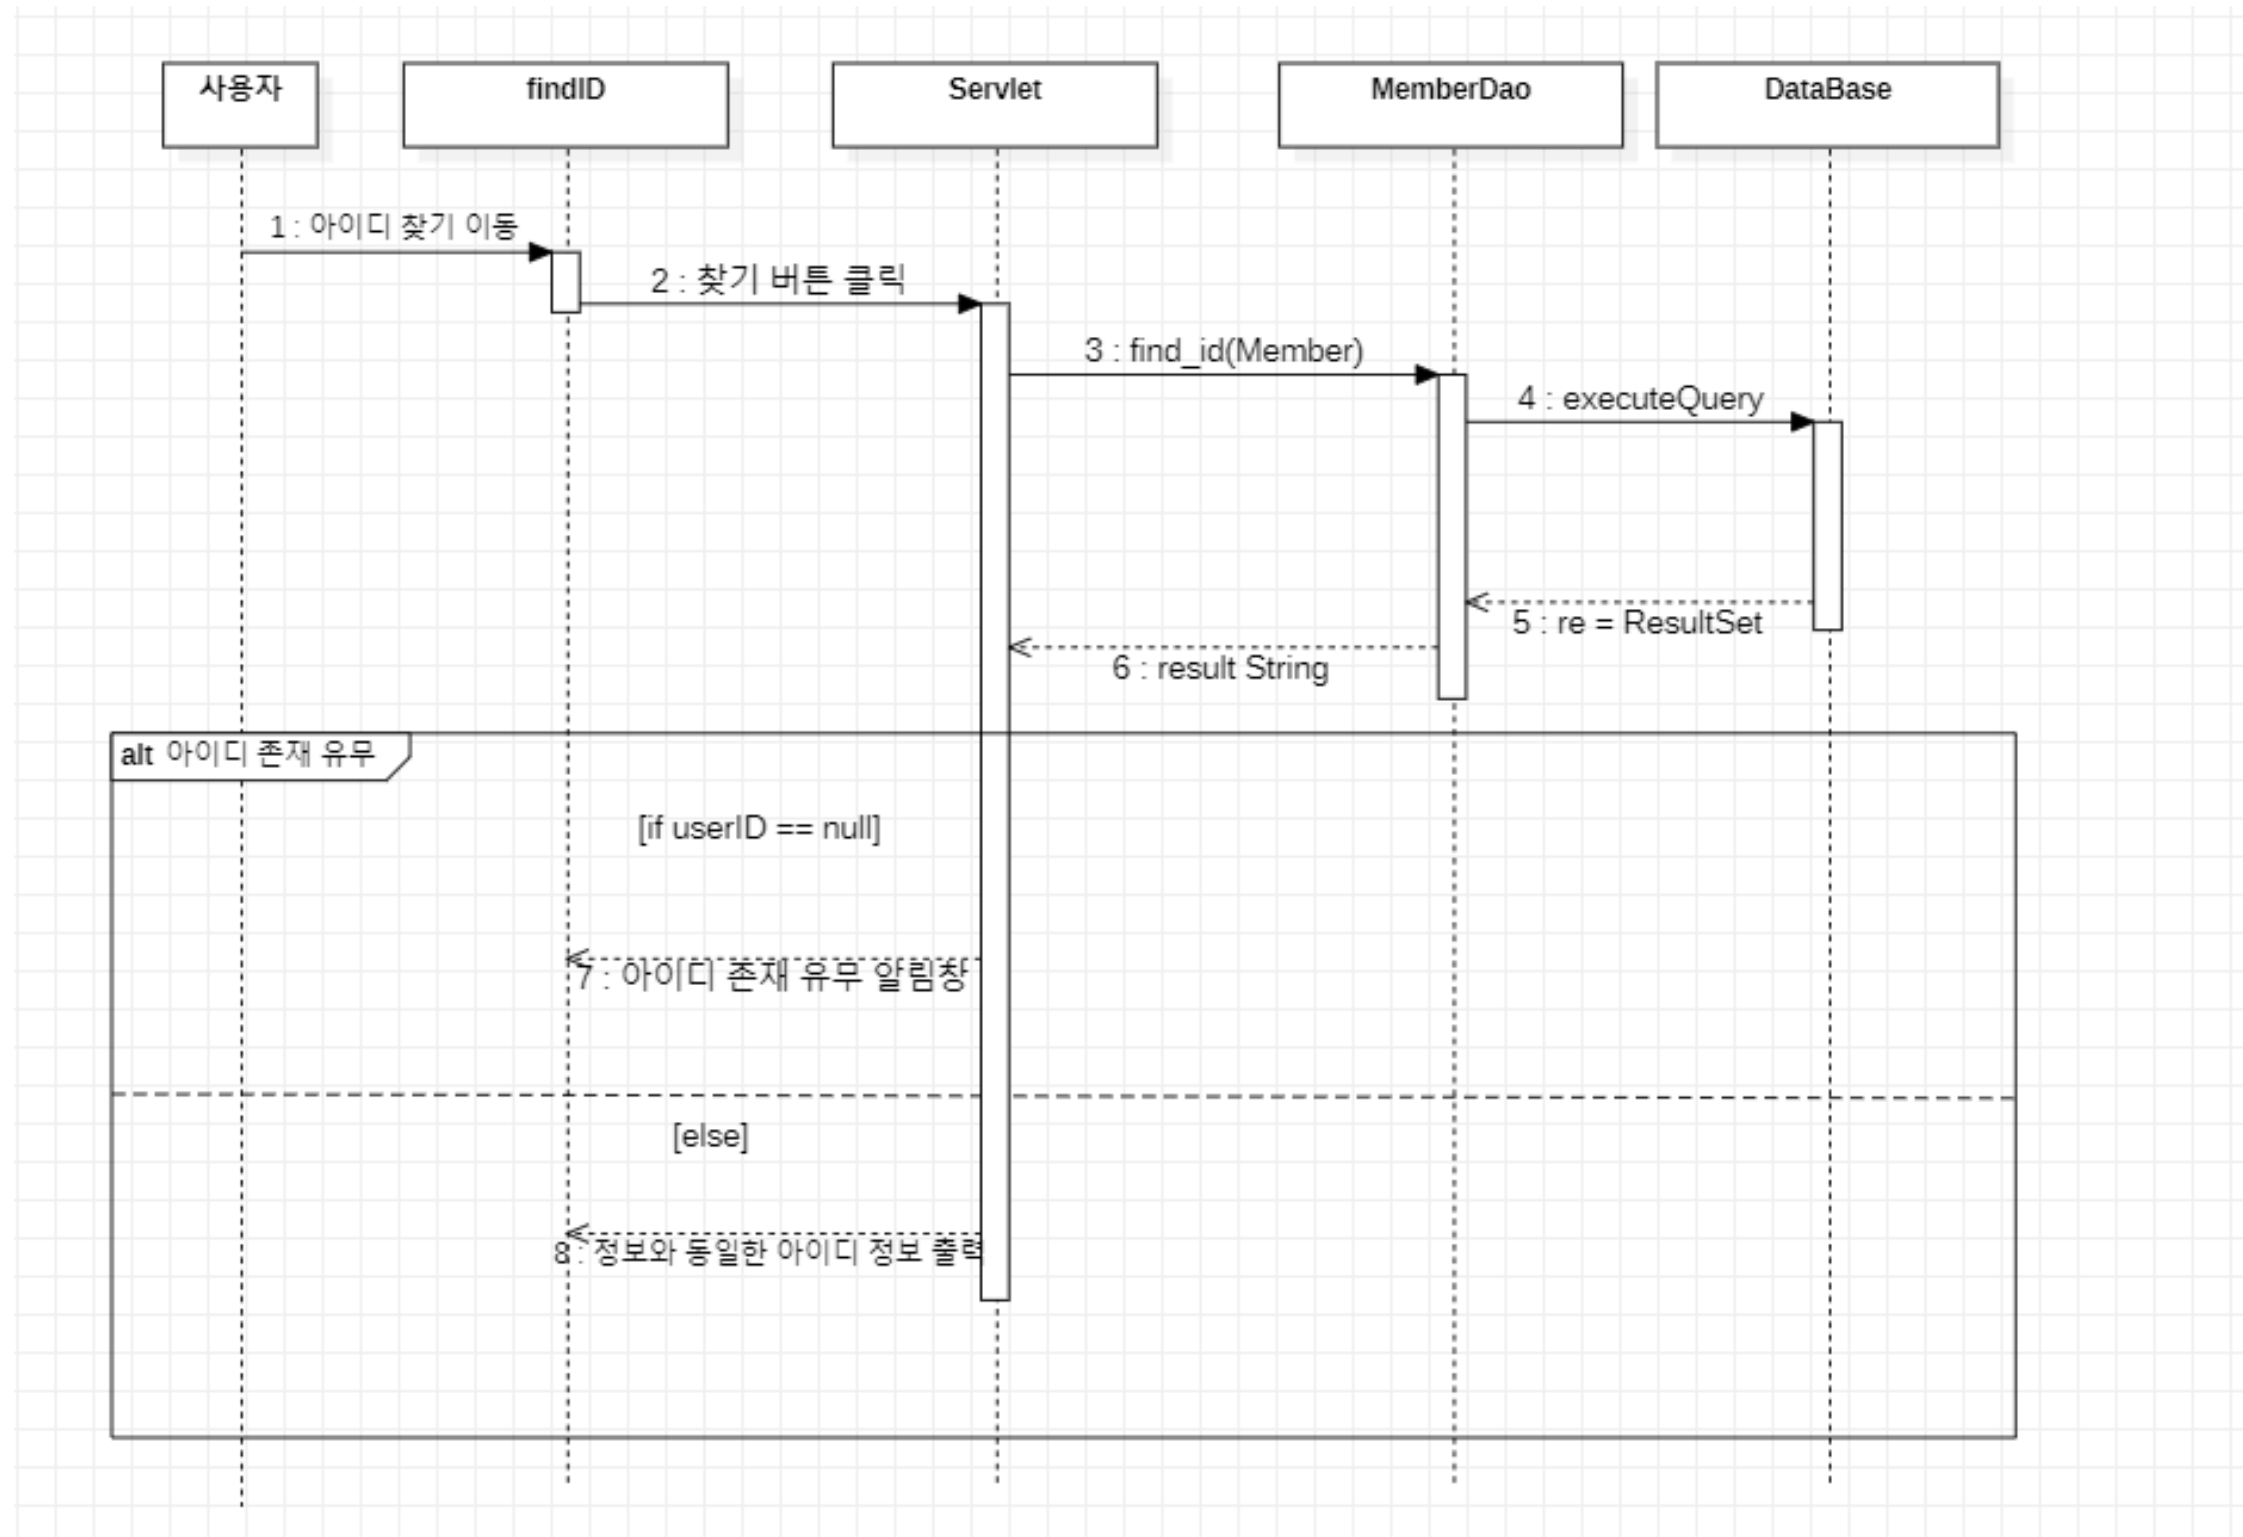 사용자
findID
Servlet
MemberDao
DataBase
1 : 아이디 찾기 이동
2 : 찾기 버튼 클릭
3 : find_id(Member)
4 : executeQuery
5 : re = ResultSet
6 : result String
alt 아이디 존재 유무
[if userID == null]
7 : 아이디 존재 유무 알림창
[else]
8 : 정보와 동일한 아이디 정보 출력